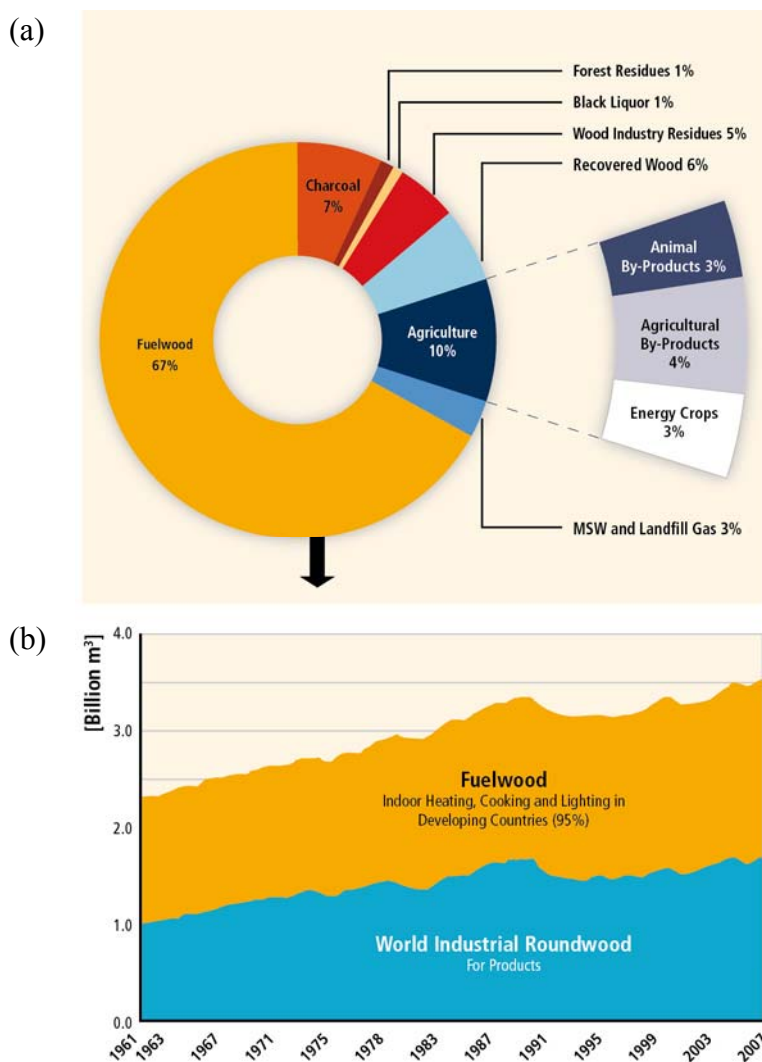 (a)
Forest Residues 1%
Black Liquor 1%
Wood Industry Residues 5%
Recovered Wood 6%
Charcoal
7%
Animal
By-Products 3%
Fuelwood
67%
Agriculture
10%
Agricultural
By-Products
4%
Energy Crops
3%
MSW and Landfill Gas 3%
(b)
[Billion m³]
4.0
3.0
2.0
1.0
0.0
Fuelwood
Indoor Heating, Cooking and Lighting in
Developing Countries (95%)
World Industrial Roundwood
For Products
1961
1963
1967
1971
1975
1978
1983
1987
1991
1995
1999
2003
2007